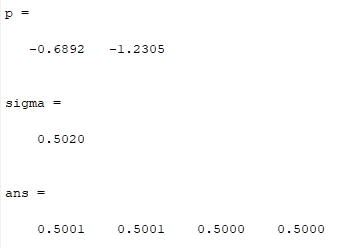 p =
-0.6892 -1.2305
sigma =
0.5020
ans =
0.5001 0.5001 0.5000 0.5000